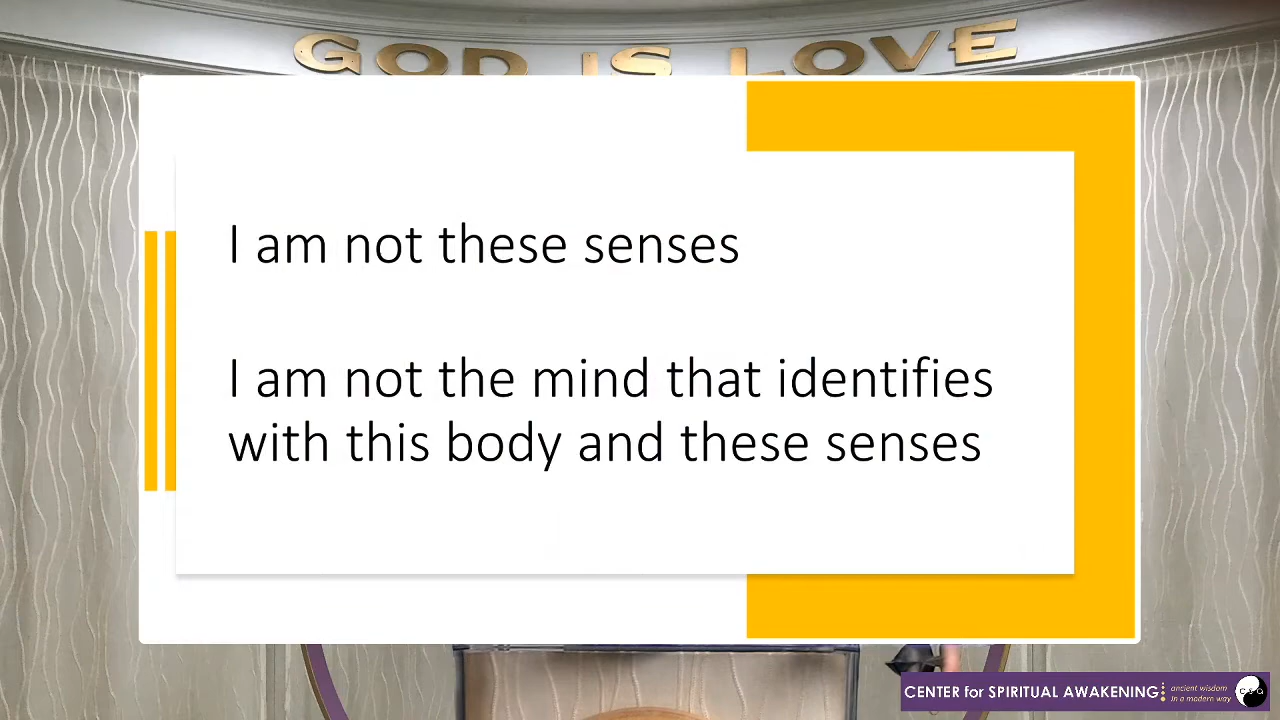 GOD IS LOVE
I am not these senses
I am not the mind that identifies
with this body and these senses
CENTER for SPIRITUAL AWAKENING
ancient wisdom
in a modern way